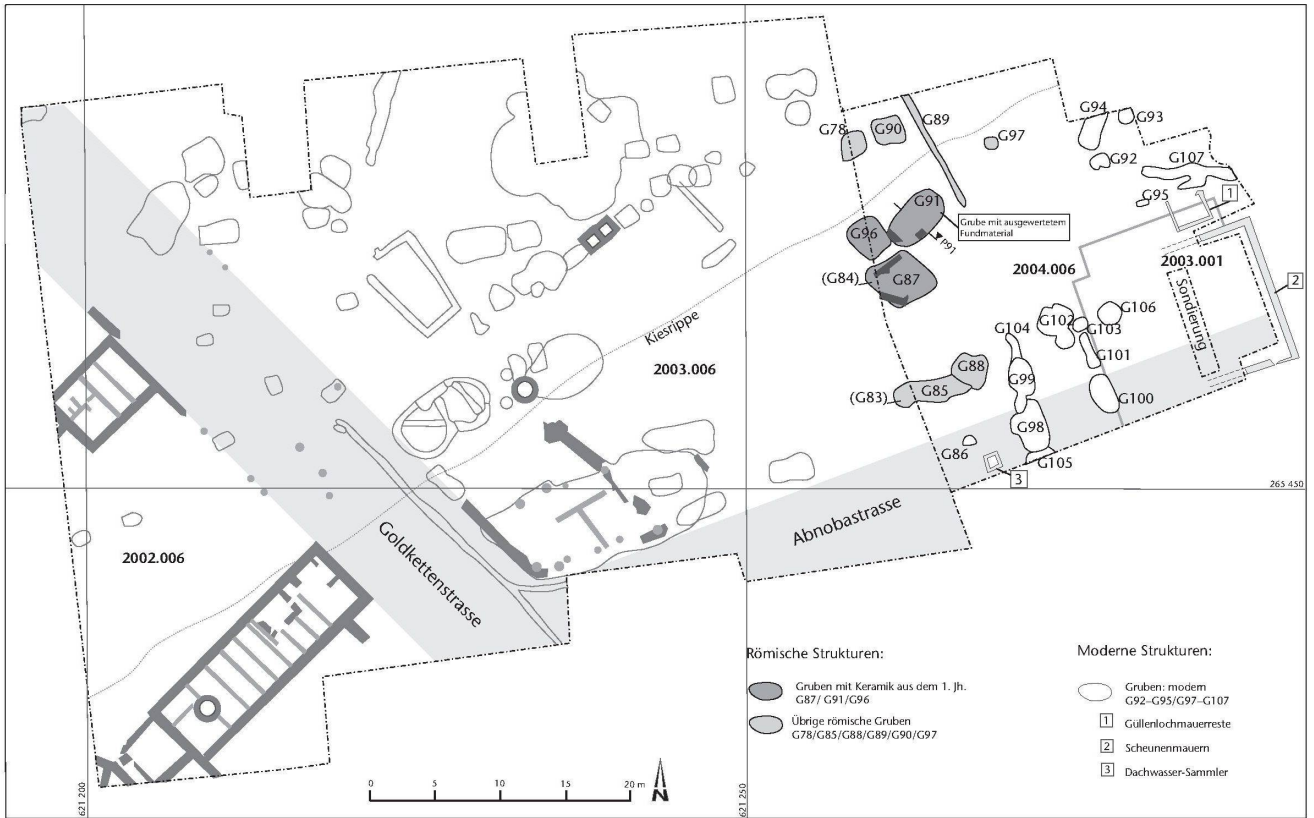 G94
G93
G78
G90
G89
G97
G92
G107
G95
1
G91
Grube mit ausgewertetem
Fundmaterial
G96
P91
2004.006
2003.001
(G84)
G87
2
Sondierung
G106
G102
G103
G104
G101
Kiesrippe
2003.006
G88
G99
(G83)
G85
G100
G98
G86
G105
3
265 450
Abnobastrasse
Goldkettenstrasse
2002.006
Römische Strukturen:
Gruben mit Keramik aus dem 1. Jh.
G87/ G91/G96
Übrige römische Gruben
G78/G85/G88/G89/G90/G97
Moderne Strukturen:
Gruben: modern
G92–G95/G97–G107
1 Güllenlochmauerreste
2 Scheunenmauern
3 Dachwasser-Sammler
0 5 10 15 20 m
N
621 200
621 250